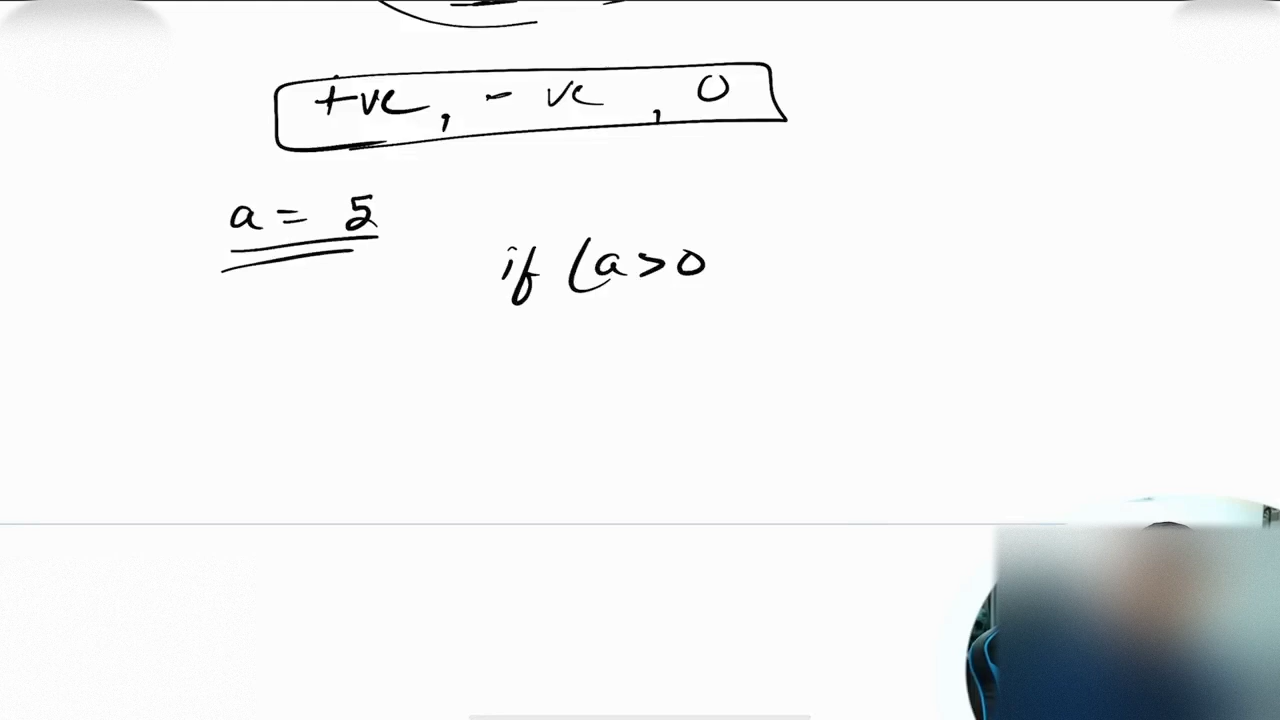 +ve, - ve, 0
a = 5
if (a>0